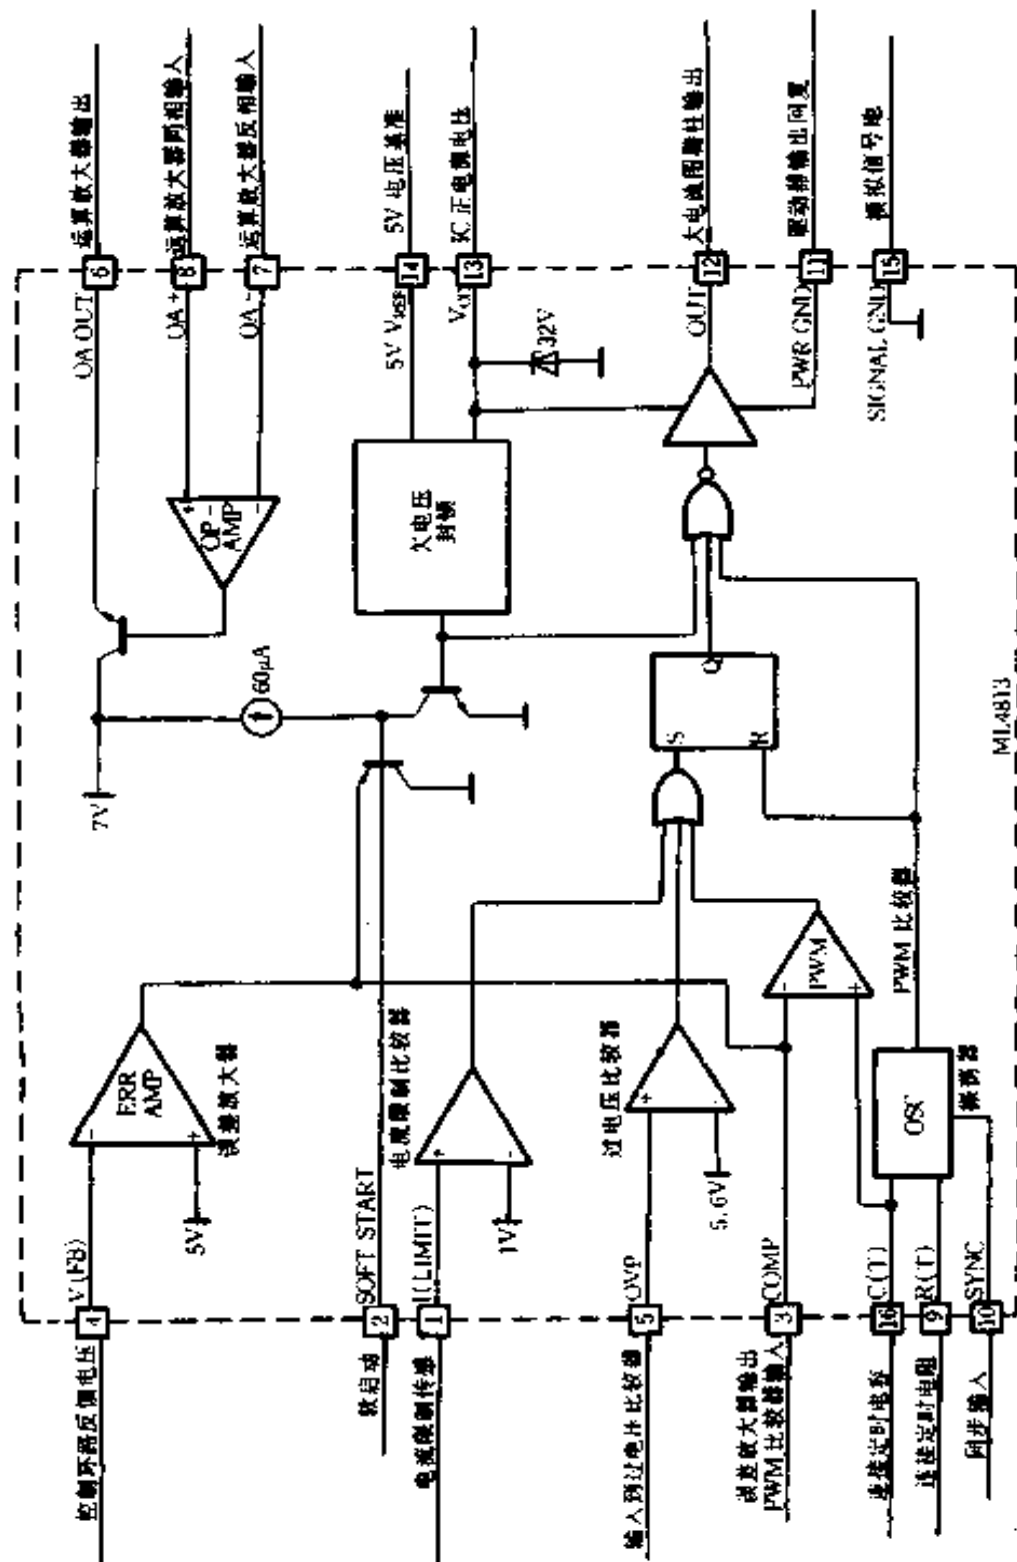 控制环路反馈电压
4
V(FB)
5V
ERR
AMP
误差放大器
7V
60μA
OP
AMP
OA OUT
6
运算放大器输出
OA+
8
运算放大器同相输入
OA-
7
运算放大器反相输入
软启动
2
SOFT START
欠电压
封锁
5V VREF
14
5V 电压基准
VCC
13
IC 正电源电压
32V
电流限制传感
1
I(LIMIT)
1V
电流限制比较器
输入到过电压比较器
5
OVP
5.6V
过电压比较器
S
R
Q
OUT
12
大电流图腾柱输出
PWR GND
11
驱动器输出回复
SIGNAL GND
15
模拟信号地
误差放大器输出
PWM 比较器输入
3
COMP
PWM
连接定时电容
16
C(T)
连接定时电阻
9
R(T)
同步输入
10
SYNC
OSC
振荡器
PWM 比较器
ML4813